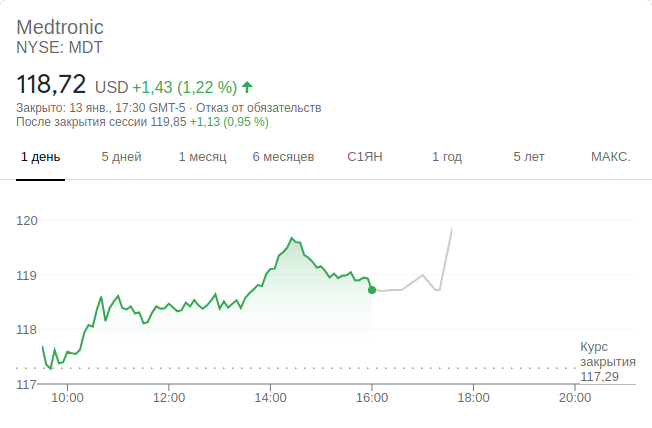 Medtronic
NYSE: MDT
118,72 USD +1,43 (1,22 %)
Закрыто: 13 янв., 17:30 GMT-5 · Отказ от обязательств
После закрытия сессии 119,85 +1,13 (0,95 %)
1 день 5 дней 1 месяц 6 месяцев С1ЯН 1 год 5 лет МАКС.
120
119
118
Курс
закрытия
117,29
117
10:00 12:00 14:00 16:00 18:00 20:00